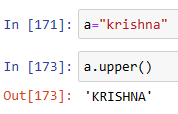 In [171]: a="krishna"
In [173]: a.upper()
Out[173]: 'KRISHNA'